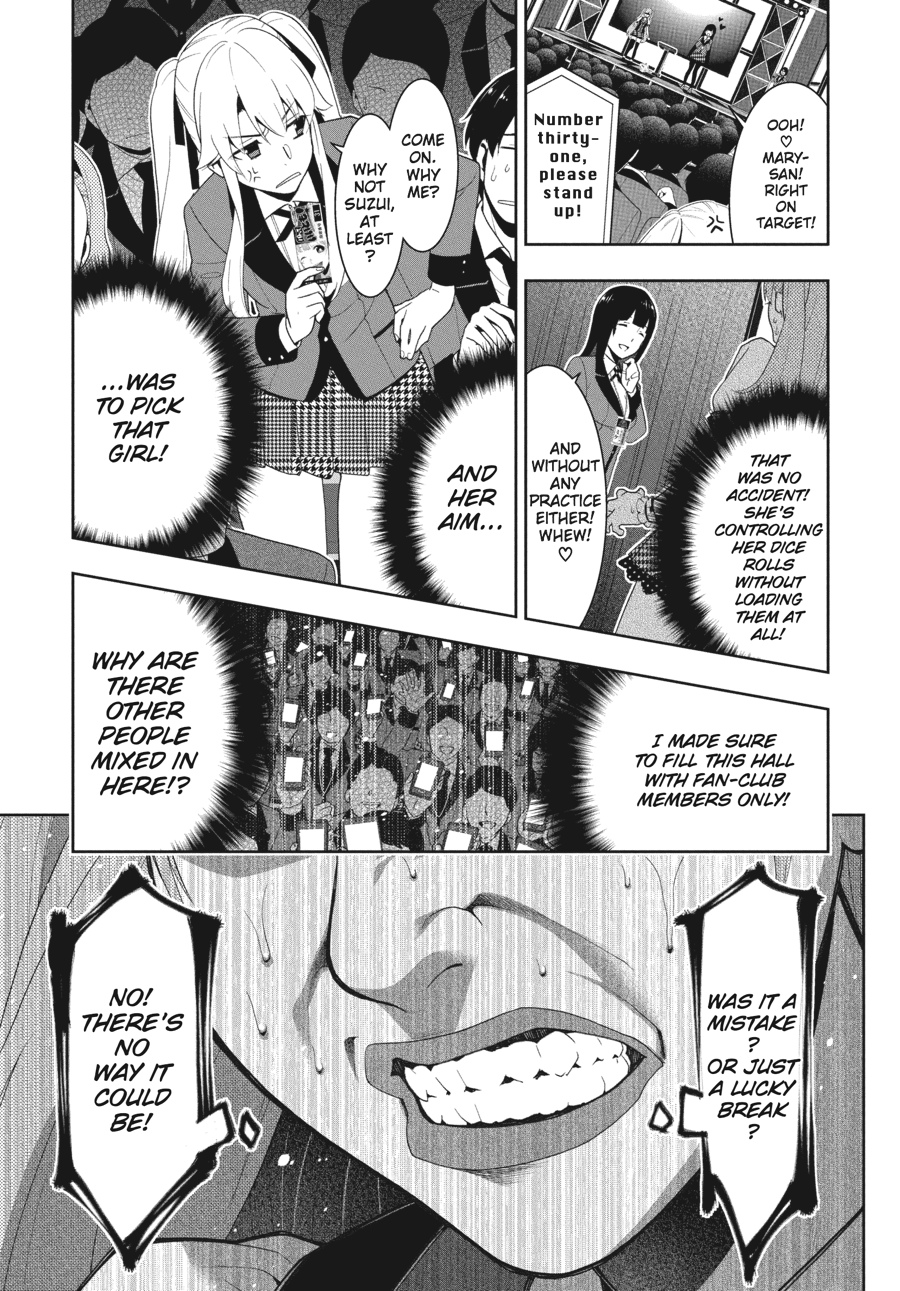 OOH!
♡
MARY-
SAN!
RIGHT
ON
TARGET!
Number
thirty-
one,
please
stand
up!
COME
ON. WHY
ME?
WHY
NOT
SUZUI,
AT
LEAST
?
31
THAT
WAS NO
ACCIDENT!
SHE'S
CONTROLLING
HER DICE
ROLLS
WITHOUT
LOADING
THEM AT
ALL!
AND
WITHOUT
ANY
PRACTICE
EITHER!
WHEW!
♡
AND
HER
AIM...
...WAS
TO PICK
THAT
GIRL!
I MADE SURE
TO FILL THIS HALL
WITH FAN-CLUB
MEMBERS ONLY!
WHY ARE
THERE
OTHER
PEOPLE
MIXED IN
HERE!?
WAS IT A
MISTAKE
?
OR JUST
A LUCKY
BREAK
?
NO!
THERE'S
NO
WAY IT
COULD
BE!